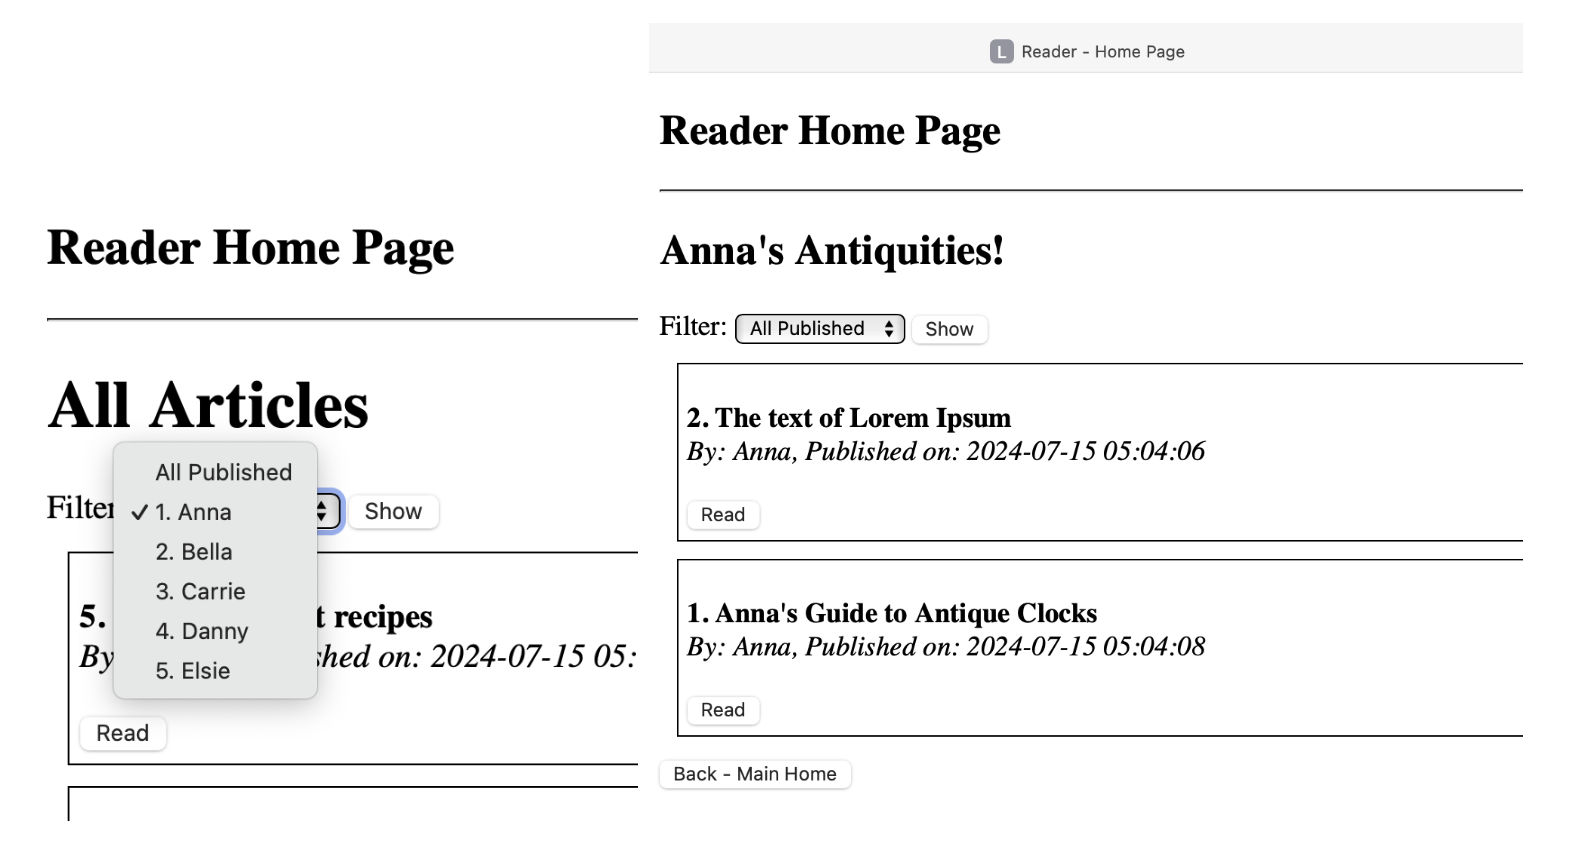 Reader Home Page
All Articles
All Published
Filter
✓ 1. Anna
Show
2. Bella
3. Carrie
4. Danny
5. Elsie
5. t recipes
By shed on: 2024-07-15 05:
Read
L Reader - Home Page
Reader Home Page
Anna's Antiquities!
Filter: All Published Show
2. The text of Lorem Ipsum
By: Anna, Published on: 2024-07-15 05:04:06
Read
1. Anna's Guide to Antique Clocks
By: Anna, Published on: 2024-07-15 05:04:08
Read
Back - Main Home